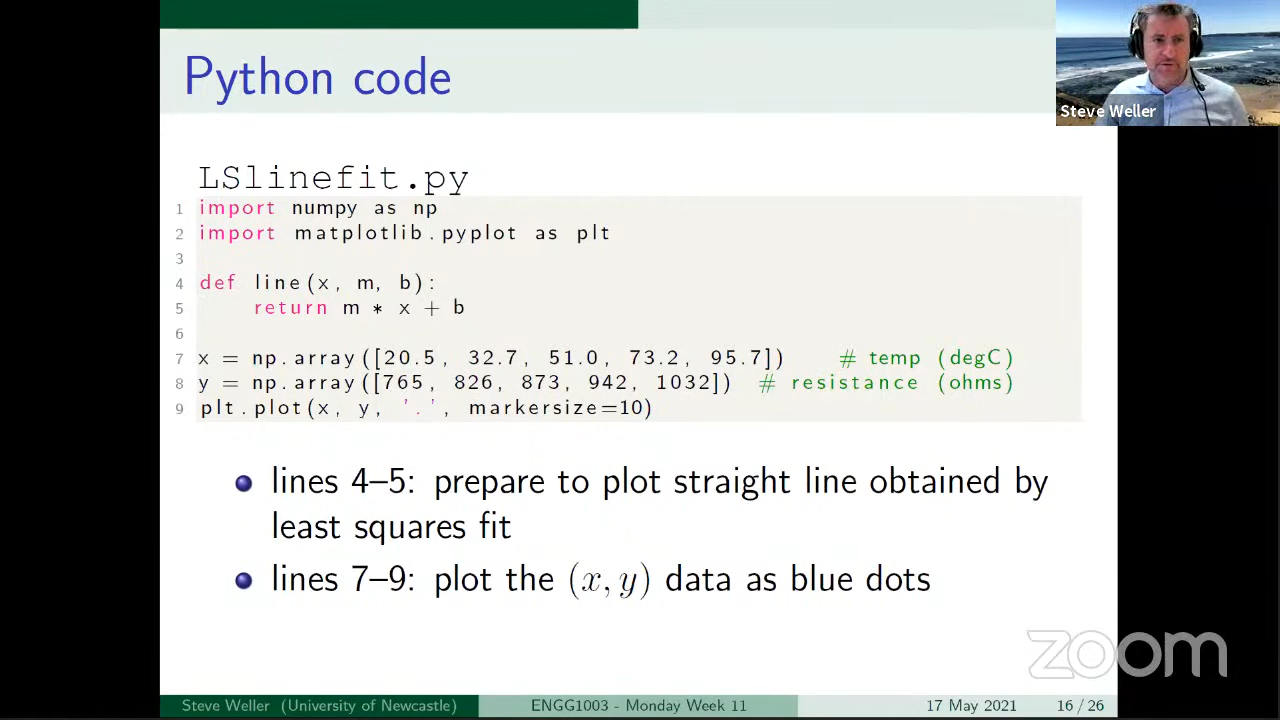 Python code
Steve Weller
LSlinefit.py
1 import numpy as np
2 import matplotlib.pyplot as plt
3
4 def line(x, m, b):
5     return m * x + b
6
7 x = np.array([20.5, 32.7, 51.0, 73.2, 95.7])    # temp (degC)
8 y = np.array([765, 826, 873, 942, 1032])  # resistance (ohms)
9 plt.plot(x, y, '.', markersize=10)
lines 4–5: prepare to plot straight line obtained by
least squares fit
lines 7–9: plot the (x, y) data as blue dots
zoom
Steve Weller (University of Newcastle) ENGG1003 - Monday Week 11 17 May 2021 16 / 26